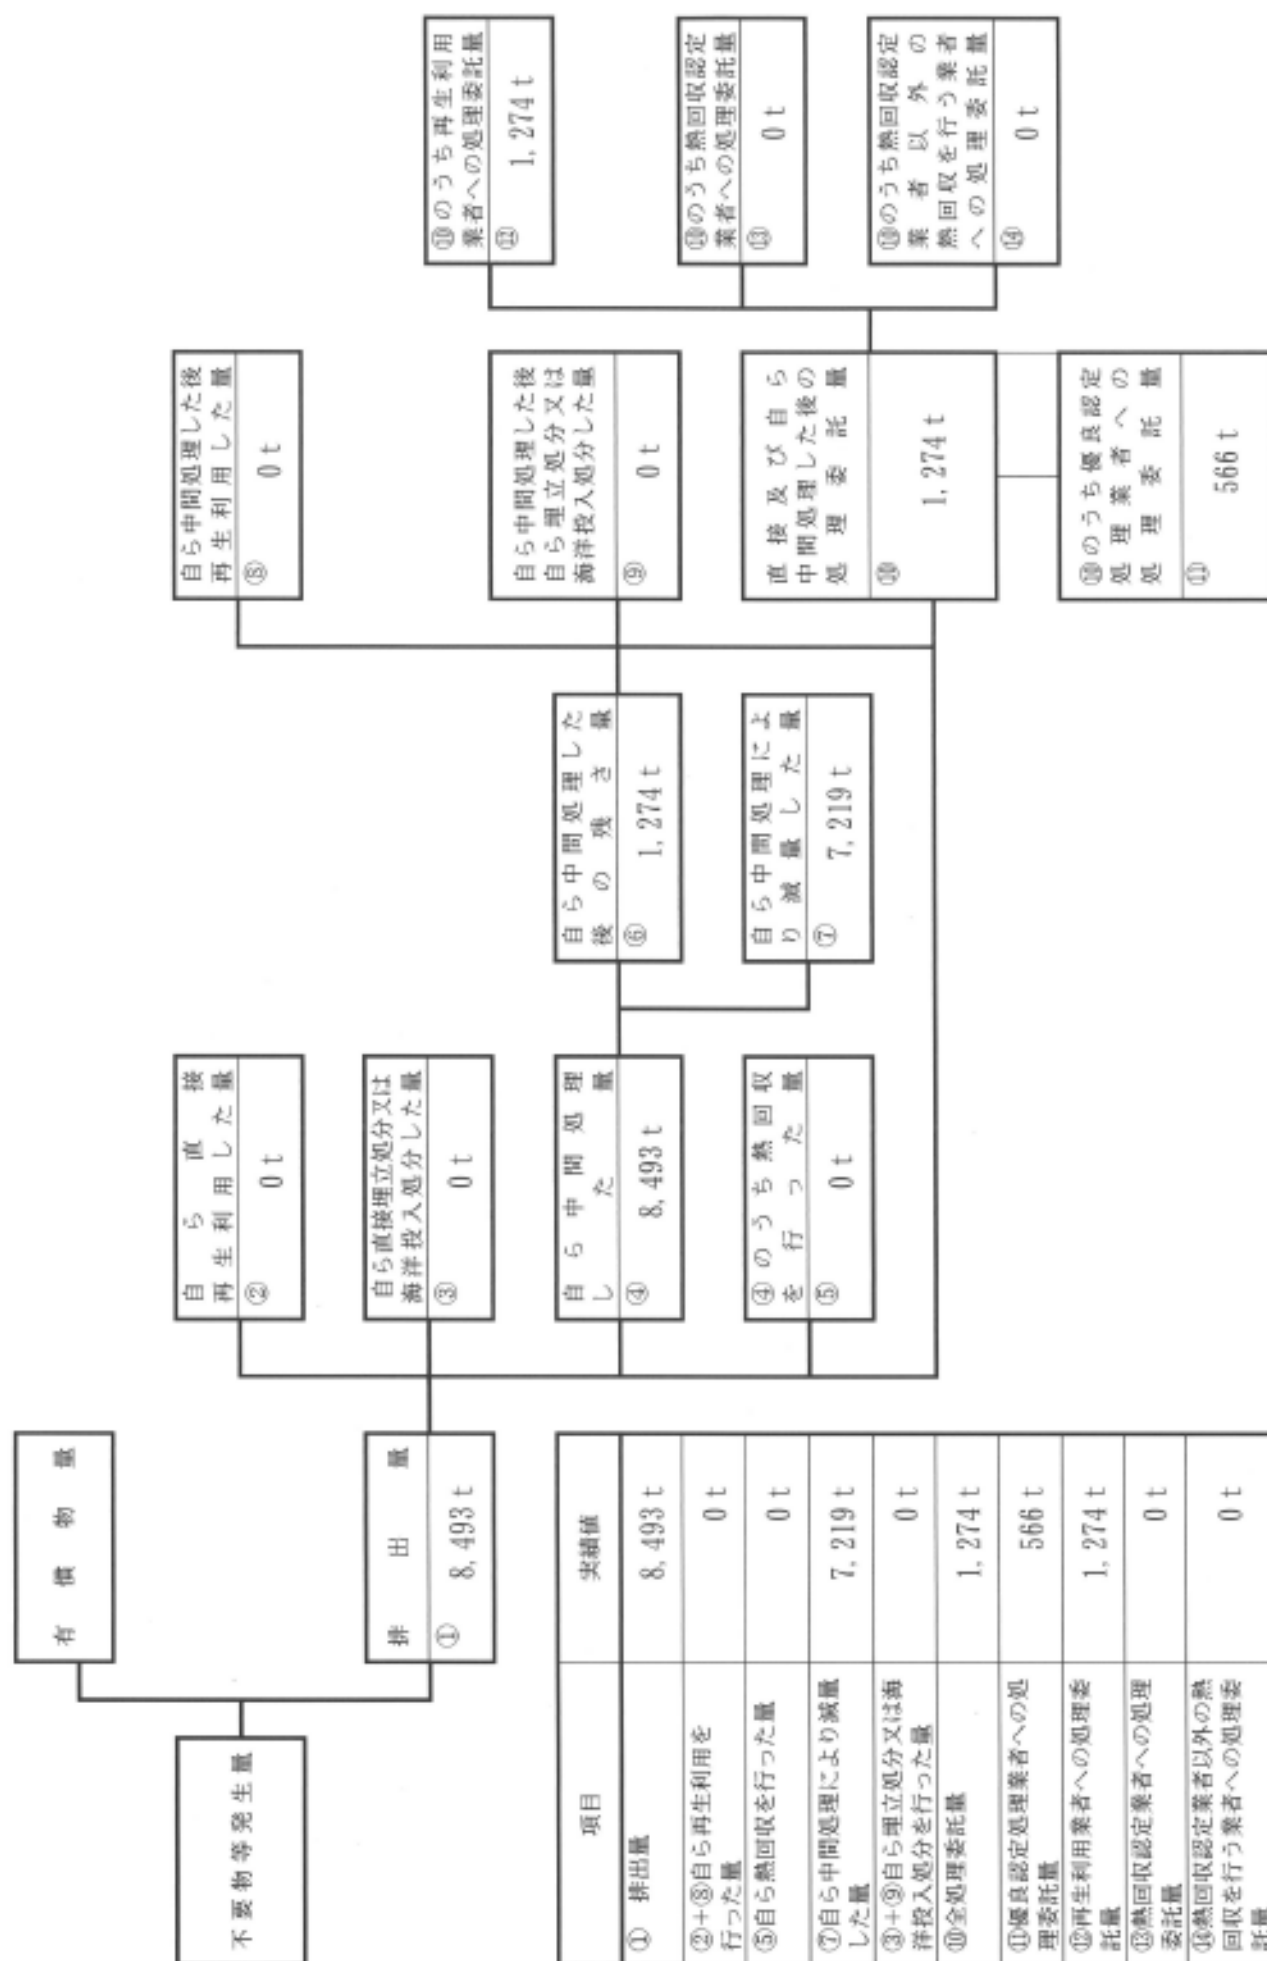 不要物等発生量
有償物量
排出量
① 8,493 t
自ら直接
再生利用した量
② 0 t
自ら直接埋立処分又は
海洋投入処分した量
③ 0 t
自ら中間処理
した量
④ 8,493 t
④のうち熱回収
を行った量
⑤ 0 t
自ら中間処理した
後の残さ量
⑥ 1,274 t
自ら中間処理によ
り減量した量
⑦ 7,219 t
自ら中間処理した後
再生利用した量
⑧ 0 t
自ら中間処理した後
自ら埋立処分又は
海洋投入処分した量
⑨ 0 t
直接及び自ら
中間処理した後の
処理委託量
⑩ 1,274 t
⑩のうち優良認定
処理業者への
処理委託量
⑪ 566 t
⑩のうち再生利用
業者への処理委託量
⑫ 1,274 t
⑩のうち熱回収認定
業者への処理委託量
⑬ 0 t
⑩のうち熱回収認定
業者以外の
熱回収を行う業者
への処理委託量
⑭ 0 t
項目 実績値
① 排出量 8,493 t
②+⑧自ら再生利用を
行った量 0 t
⑤自ら熱回収を行った量 0 t
⑦自ら中間処理により減量
した量 7,219 t
③+⑨自ら埋立処分又は海
洋投入処分を行った量 0 t
⑩全処理委託量 1,274 t
⑪優良認定処理業者への処
理委託量 566 t
⑫再生利用業者への処理委
託量 1,274 t
⑬熱回収認定業者への処理
委託量 0 t
⑭熱回収認定業者以外の熱
回収を行う業者への処理委
託量 0 t